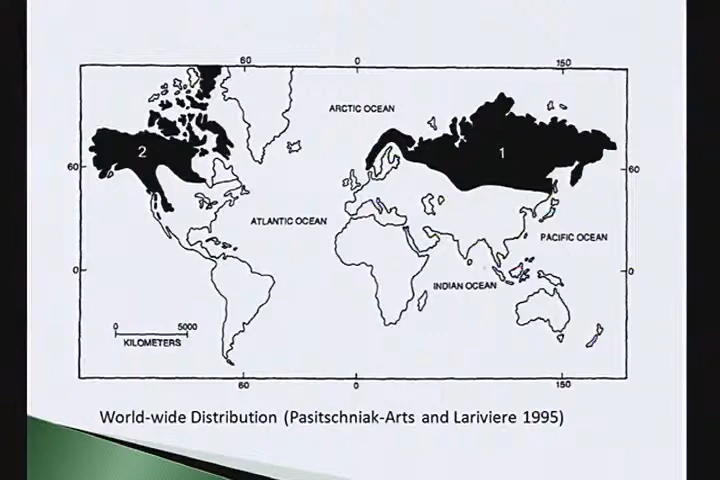 60 0 150
ARCTIC OCEAN
2 1
60 60
ATLANTIC OCEAN
PACIFIC OCEAN
0 0
INDIAN OCEAN
0 5000
KILOMETERS
60 0 150
World-wide Distribution (Pasitschniak-Arts and Lariviere 1995)